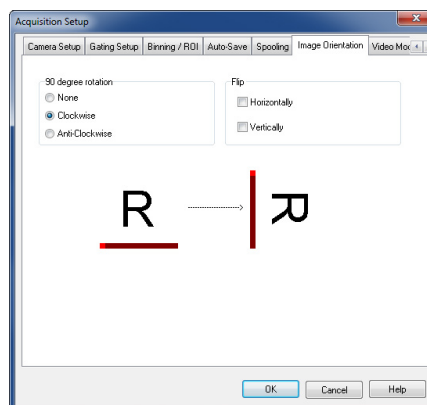 Acquisition Setup
Camera Setup Gating Setup Binning / ROI Auto-Save Spooling Image Orientation Video Mo
90 degree rotation
None
Clockwise
Anti-Clockwise
Flip
Horizontally
Vertically
R R
OK Cancel Help